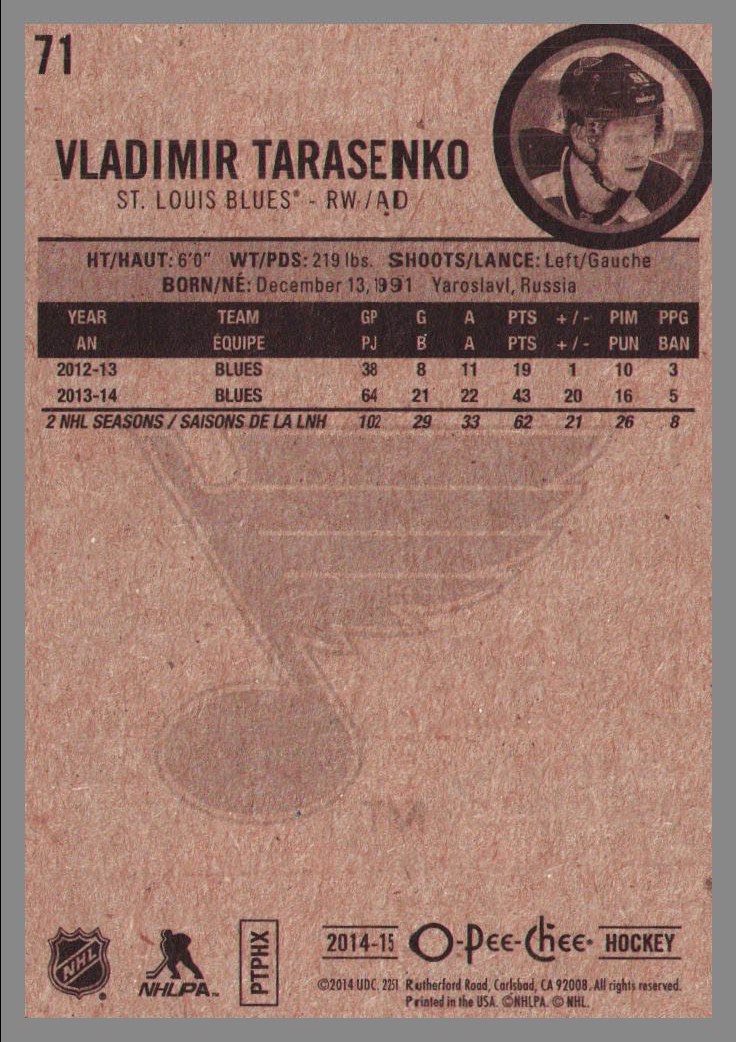 71
VLADIMIR TARASENKO
ST. LOUIS BLUES® - RW/AD
91
HT/HAUT: 6'0" WT/PDS: 219 lbs. SHOOTS/LANCE: Left/Gauche
BORN/NÉ: December 13, 1991 Yaroslavl, Russia
YEAR TEAM GP G A PTS +/- PIM PPG
AN ÉQUIPE PJ B A PTS +/- PUN BAN
2012-13 BLUES 38 8 11 19 1 10 3
2013-14 BLUES 64 21 22 43 20 16 5
2 NHL SEASONS / SAISONS DE LA LNH 102 29 33 62 21 26 8
TM
NHL
NHLPA™
PTPHX
2014-15 O-Pee-Chee® HOCKEY
©2014 UDC. 2251 Rutherford Road, Carlsbad, CA 92008. All rights reserved.
Printed in the USA. ©NHLPA. © NHL.